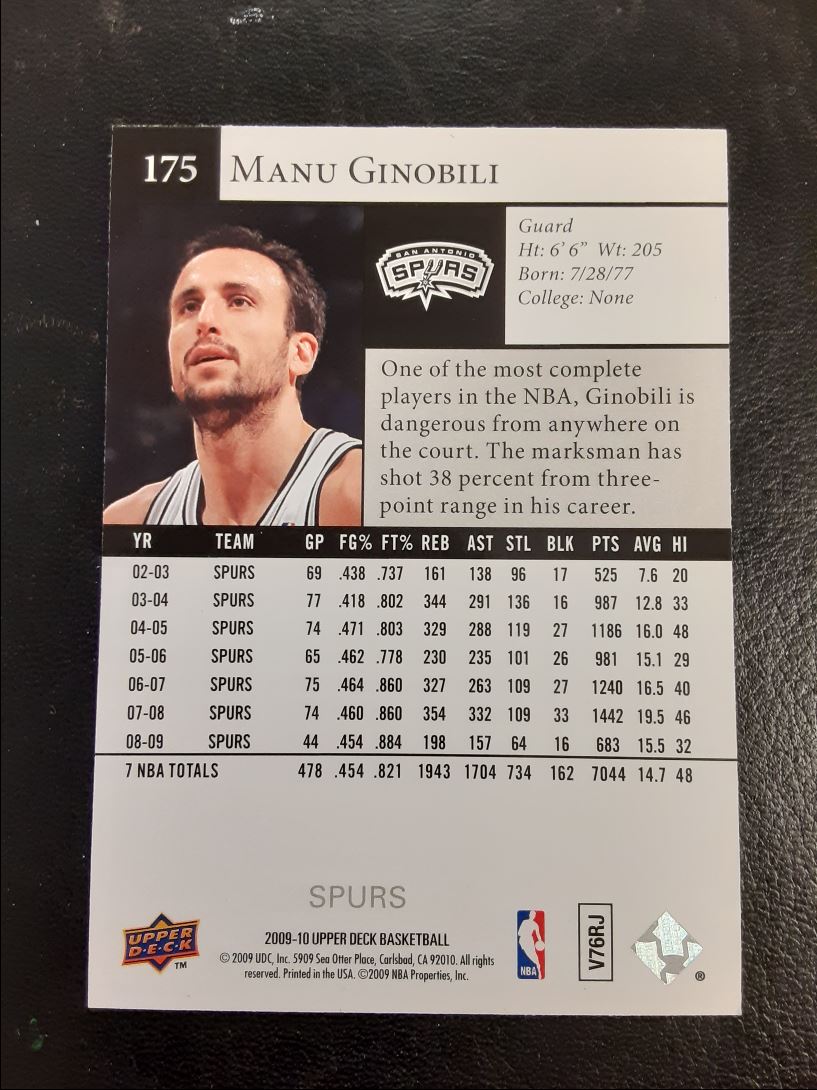 175 MANU GINOBILI
SAN ANTONIO
SPURS
Guard
Ht: 6' 6" Wt: 205
Born: 7/28/77
College: None
One of the most complete
players in the NBA, Ginobili is
dangerous from anywhere on
the court. The marksman has
shot 38 percent from three-
point range in his career.
YR TEAM GP FG% FT% REB AST STL BLK PTS AVG HI
02-03 SPURS 69 .438 .737 161 138 96 17 525 7.6 20
03-04 SPURS 77 .418 .802 344 291 136 16 987 12.8 33
04-05 SPURS 74 .471 .803 329 288 119 27 1186 16.0 48
05-06 SPURS 65 .462 .778 230 235 101 26 981 15.1 29
06-07 SPURS 75 .464 .860 327 263 109 27 1240 16.5 40
07-08 SPURS 74 .460 .860 354 332 109 33 1442 19.5 46
08-09 SPURS 44 .454 .884 198 157 64 16 683 15.5 32
7 NBA TOTALS 478 .454 .821 1943 1704 734 162 7044 14.7 48
SPURS
UPPER
D·E·C·K
TM
2009-10 UPPER DECK BASKETBALL
© 2009 UDC, Inc. 5909 Sea Otter Place, Carlsbad, CA 92010. All rights
reserved. Printed in the USA. ©2009 NBA Properties, Inc.
NBA
V76RJ
®